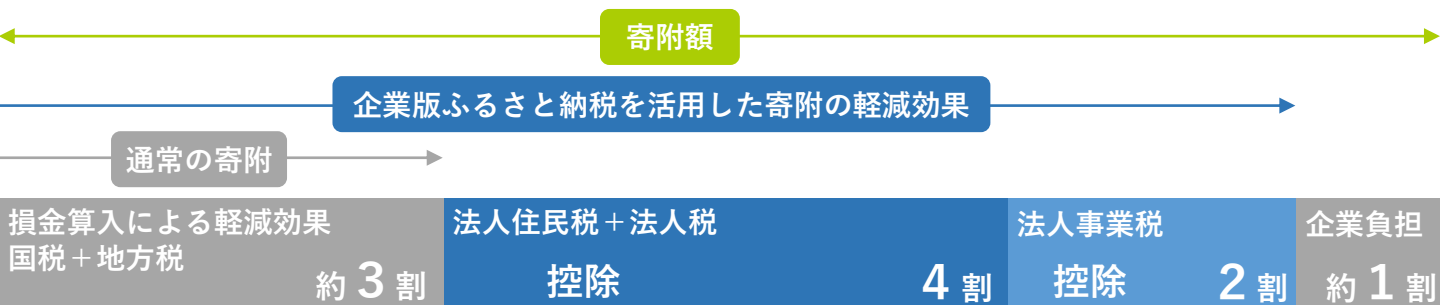 寄附額
企業版ふるさと納税を活用した寄附の軽減効果
通常の寄附
損金算入による軽減効果
国税＋地方税
約3割
法人住民税＋法人税
控除 4割
法人事業税
控除 2割
企業負担
約1割